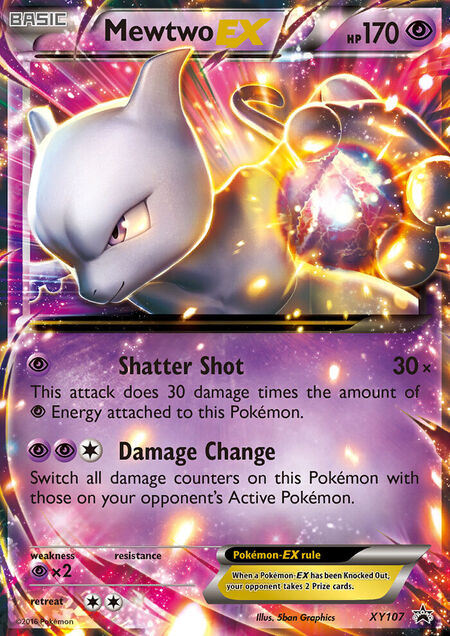 BASIC
Mewtwo EX
HP 170
Shatter Shot 30×
This attack does 30 damage times the amount of
Energy attached to this Pokémon.
Damage Change
Switch all damage counters on this Pokémon with
those on your opponent's Active Pokémon.
weakness resistance
×2
retreat
Pokémon-EX rule
When a Pokémon-EX has been Knocked Out,
your opponent takes 2 Prize cards.
©2016 Pokémon
Illus. 5ban Graphics
XY107
PROMO